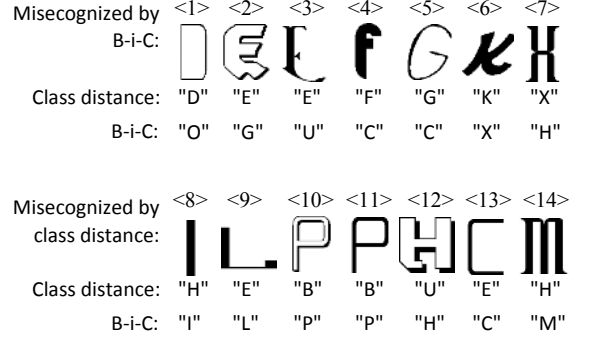 Misecognized by <1> <2> <3> <4> <5> <6> <7>
B-i-C: D E E F G K X
Class distance: "D" "E" "E" "F" "G" "K" "X"
B-i-C: "O" "G" "U" "C" "C" "X" "H"
Misecognized by <8> <9> <10> <11> <12> <13> <14>
class distance: I L P P H C M
Class distance: "H" "E" "B" "B" "U" "E" "H"
B-i-C: "I" "L" "P" "P" "H" "C" "M"